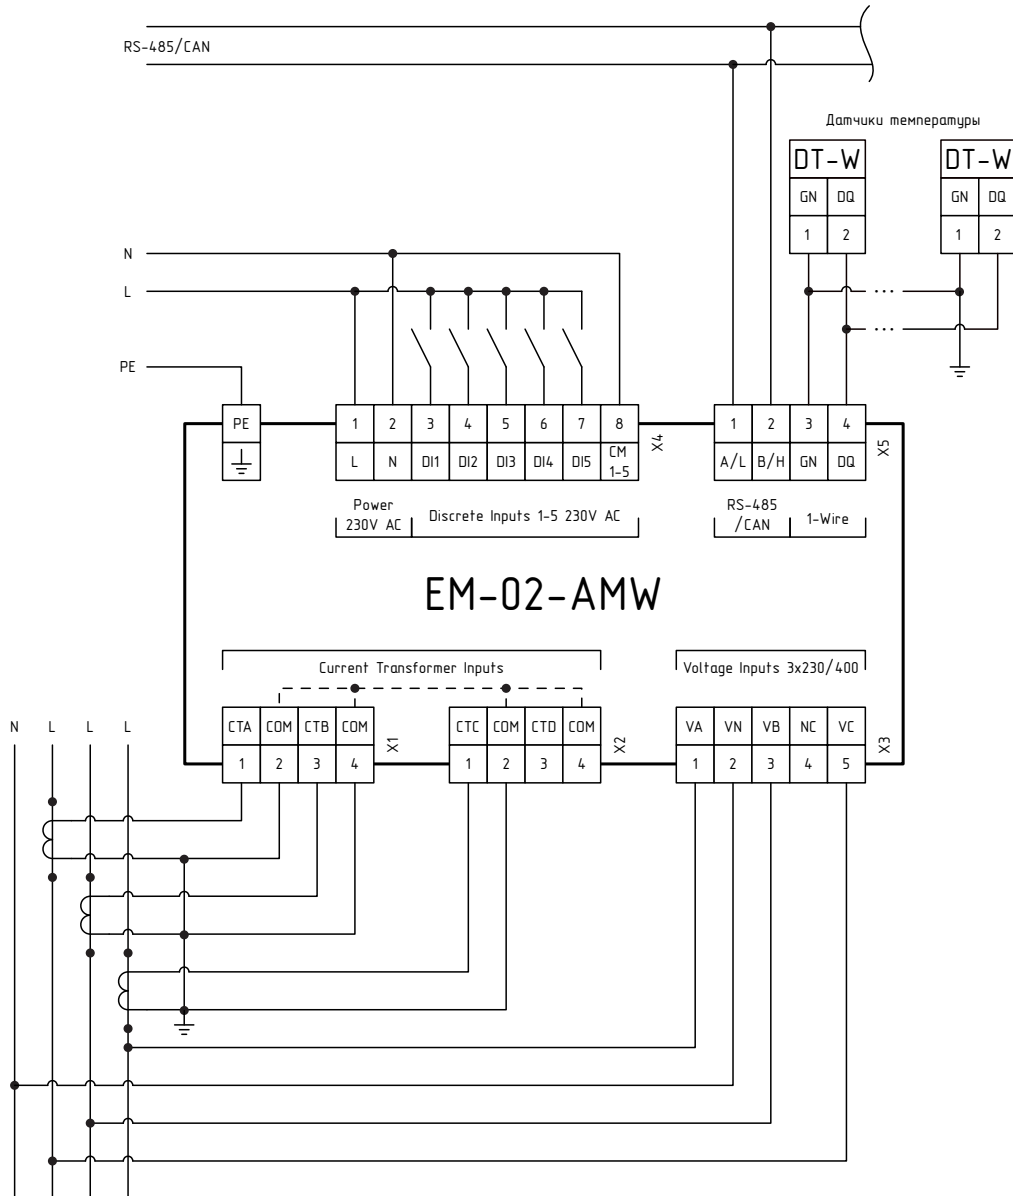 RS-485/CAN
Датчики температуры
DT-W DT-W
GN DQ GN DQ
1 2 1 2
N
L
PE
PE 1 2 3 4 5 6 7 8 X4 1 2 3 4 X5
L N DI1 DI2 DI3 DI4 DI5 CM 1-5 A/L B/H GN DQ
Power
230V AC
Discrete Inputs 1-5 230V AC
RS-485
/CAN
1-Wire
EM-02-AMW
Current Transformer Inputs
Voltage Inputs 3x230/400
N L L L
CTA COM CTB COM X1 CTC COM CTD COM X2 VA VN VB NC VC X3
1 2 3 4 1 2 3 4 1 2 3 4 5